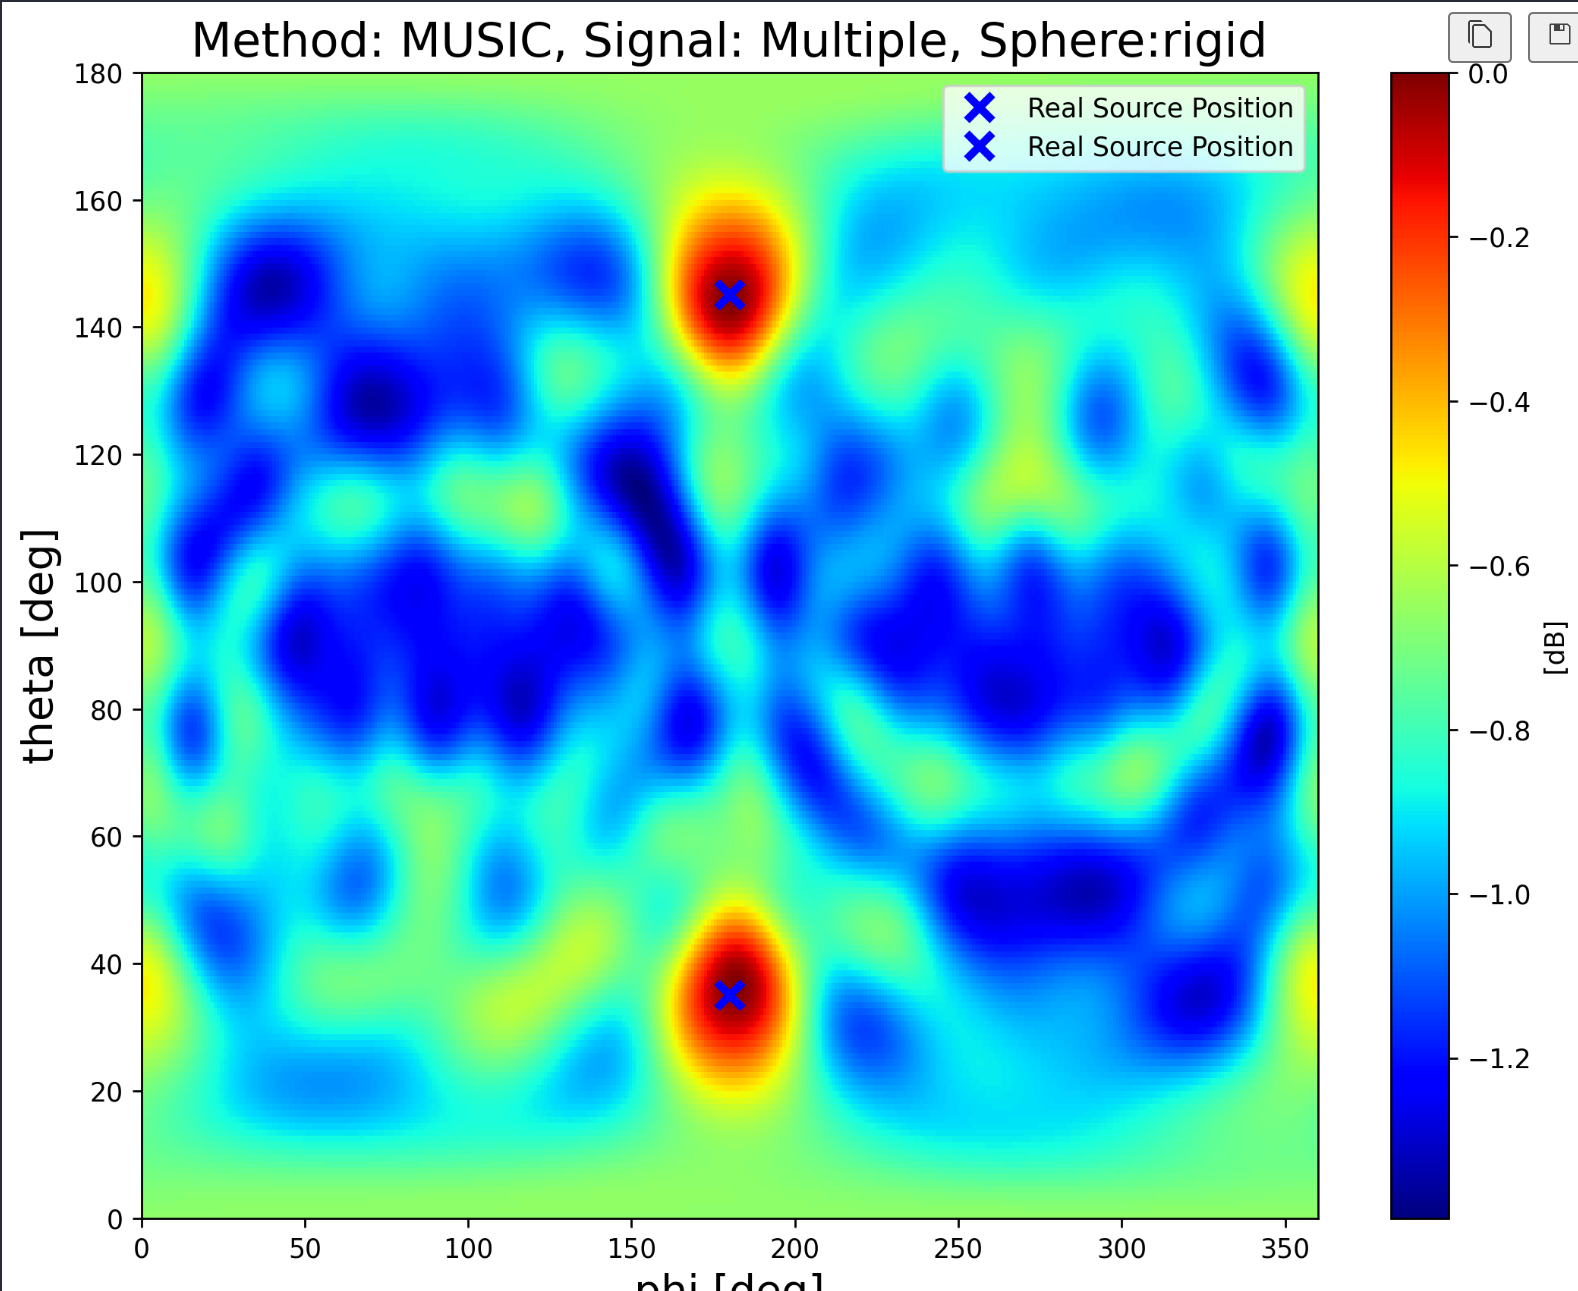 Method: MUSIC, Signal: Multiple, Sphere:rigid
Real Source Position
Real Source Position
theta [deg]
180
160
140
120
100
80
60
40
20
0
0 50 100 150 200 250 300 350
phi [deg]
0.0
−0.2
−0.4
−0.6
−0.8
−1.0
−1.2
[dB]